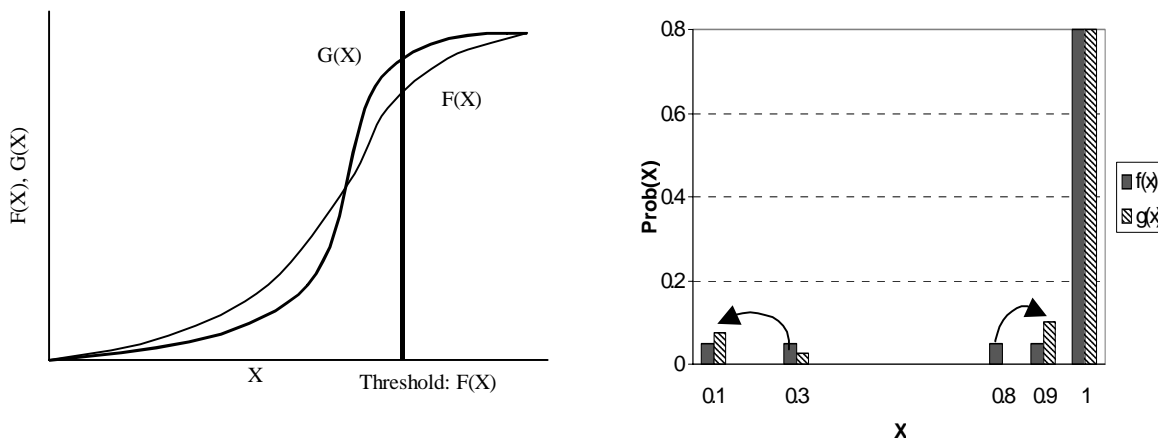 G(X)
F(X)
F(X), G(X)
X
Threshold: F(X)
0.8
0.6
0.4
0.2
0
Prob(X)
0.1
0.3
0.8
0.9
1
X
f(x)
g(x)